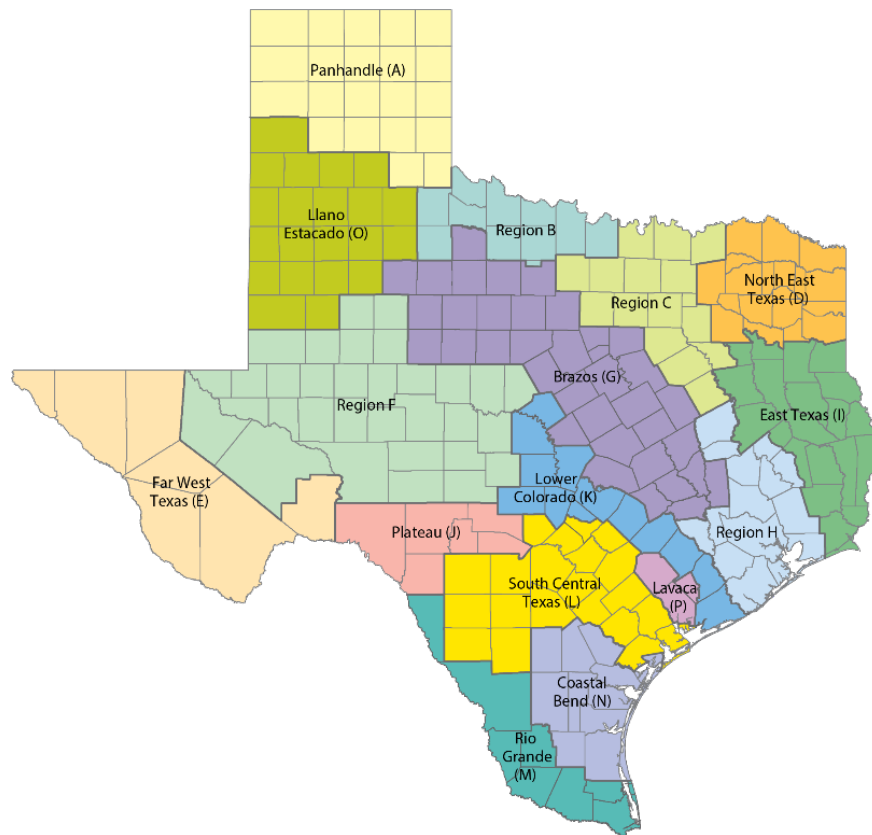 Panhandle (A)
Llano
Estacado (O)
Region B
Region C
North East
Texas (D)
Brazos (G)
Region F
East Texas (I)
Far West
Texas (E)
Lower
Colorado (K)
Region H
Plateau (J)
South Central
Texas (L)
Lavaca
(P)
Coastal
Bend (N)
Rio
Grande
(M)